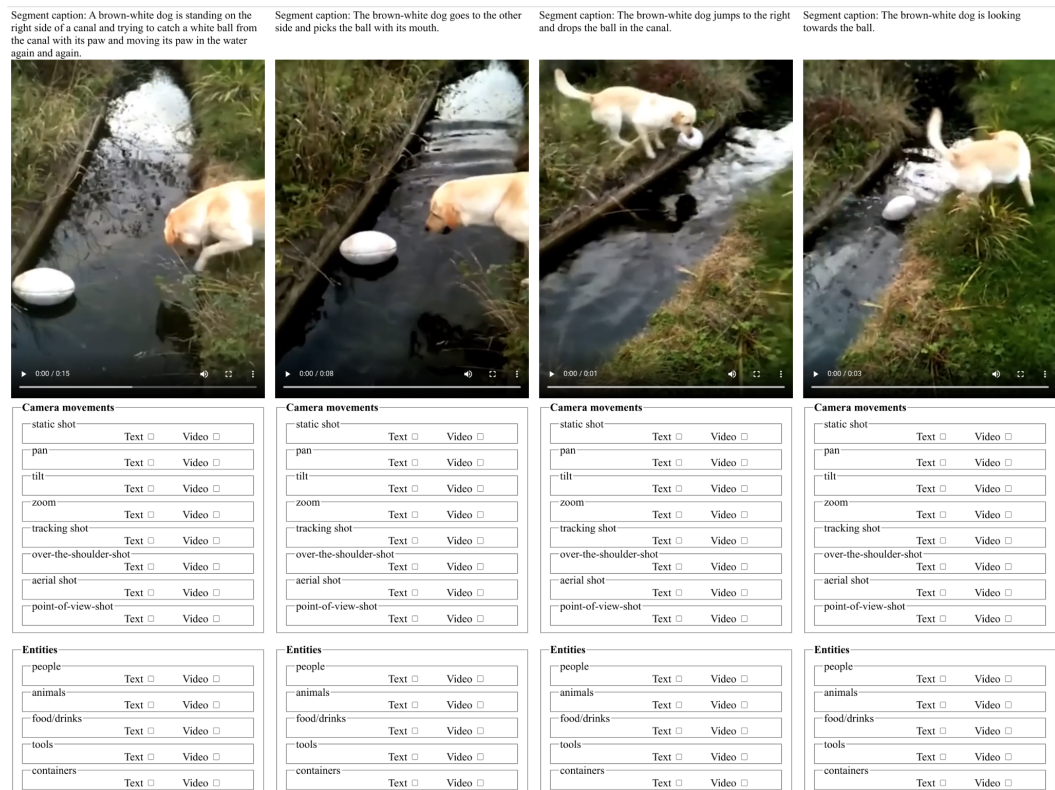 Segment caption: A brown-white dog is standing on the
right side of a canal and trying to catch a white ball from
the canal with its paw and moving its paw in the water
again and again.
Segment caption: The brown-white dog goes to the other
side and picks the ball with its mouth.
Segment caption: The brown-white dog jumps to the right
and drops the ball in the canal.
Segment caption: The brown-white dog is looking
towards the ball.
0:00 / 0:15
0:00 / 0:08
0:00 / 0:01
0:00 / 0:03
Camera movements
static shot
Text Video
pan
Text Video
tilt
Text Video
zoom
Text Video
tracking shot
Text Video
over-the-shoulder-shot
Text Video
aerial shot
Text Video
point-of-view-shot
Text Video
Camera movements
static shot
Text Video
pan
Text Video
tilt
Text Video
zoom
Text Video
tracking shot
Text Video
over-the-shoulder-shot
Text Video
aerial shot
Text Video
point-of-view-shot
Text Video
Camera movements
static shot
Text Video
pan
Text Video
tilt
Text Video
zoom
Text Video
tracking shot
Text Video
over-the-shoulder-shot
Text Video
aerial shot
Text Video
point-of-view-shot
Text Video
Camera movements
static shot
Text Video
pan
Text Video
tilt
Text Video
zoom
Text Video
tracking shot
Text Video
over-the-shoulder-shot
Text Video
aerial shot
Text Video
point-of-view-shot
Text Video
Entities
people
Text Video
animals
Text Video
food/drinks
Text Video
tools
Text Video
containers
Text Video
Entities
people
Text Video
animals
Text Video
food/drinks
Text Video
tools
Text Video
containers
Text Video
Entities
people
Text Video
animals
Text Video
food/drinks
Text Video
tools
Text Video
containers
Text Video
Entities
people
Text Video
animals
Text Video
food/drinks
Text Video
tools
Text Video
containers
Text Video